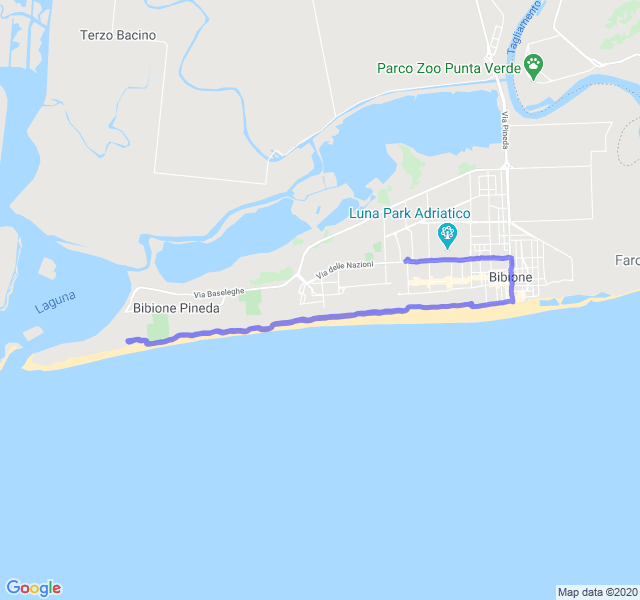 Terzo Bacino
Tagliamento
Parco Zoo Punta Verde
Via Pineda
Luna Park Adriatico
Faro
Via delle Nazioni
Bibione
Via Baseleghe
Laguna
Bibione Pineda
Google
Map data ©2020